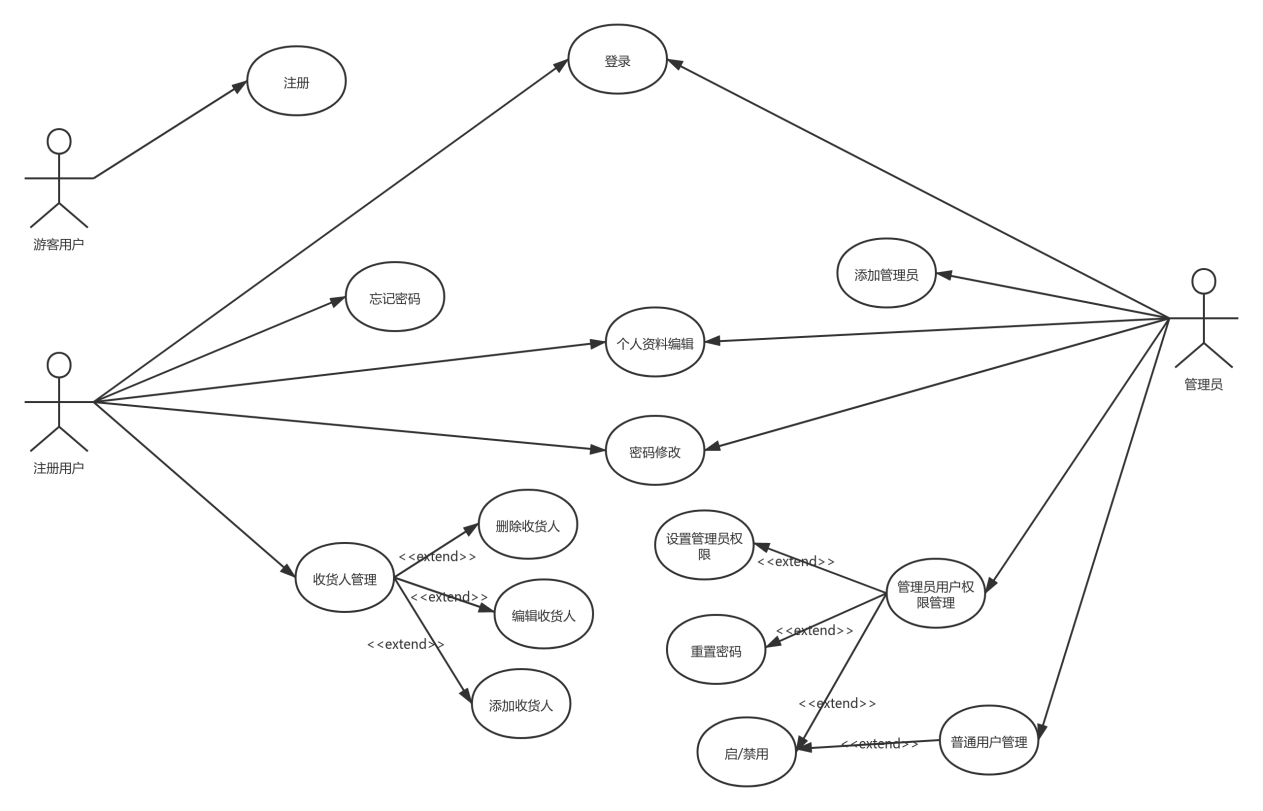 登录
注册
游客用户
添加管理员
忘记密码
个人资料编辑
管理员
密码修改
注册用户
删除收货人
设置管理员权
限
<<extend>>
<<extend>>
收货人管理
管理员用户权
限管理
<<extend>>
编辑收货人
<<extend>>
<<extend>>
重置密码
添加收货人
<<extend>>
<<extend>>
普通用户管理
启/禁用